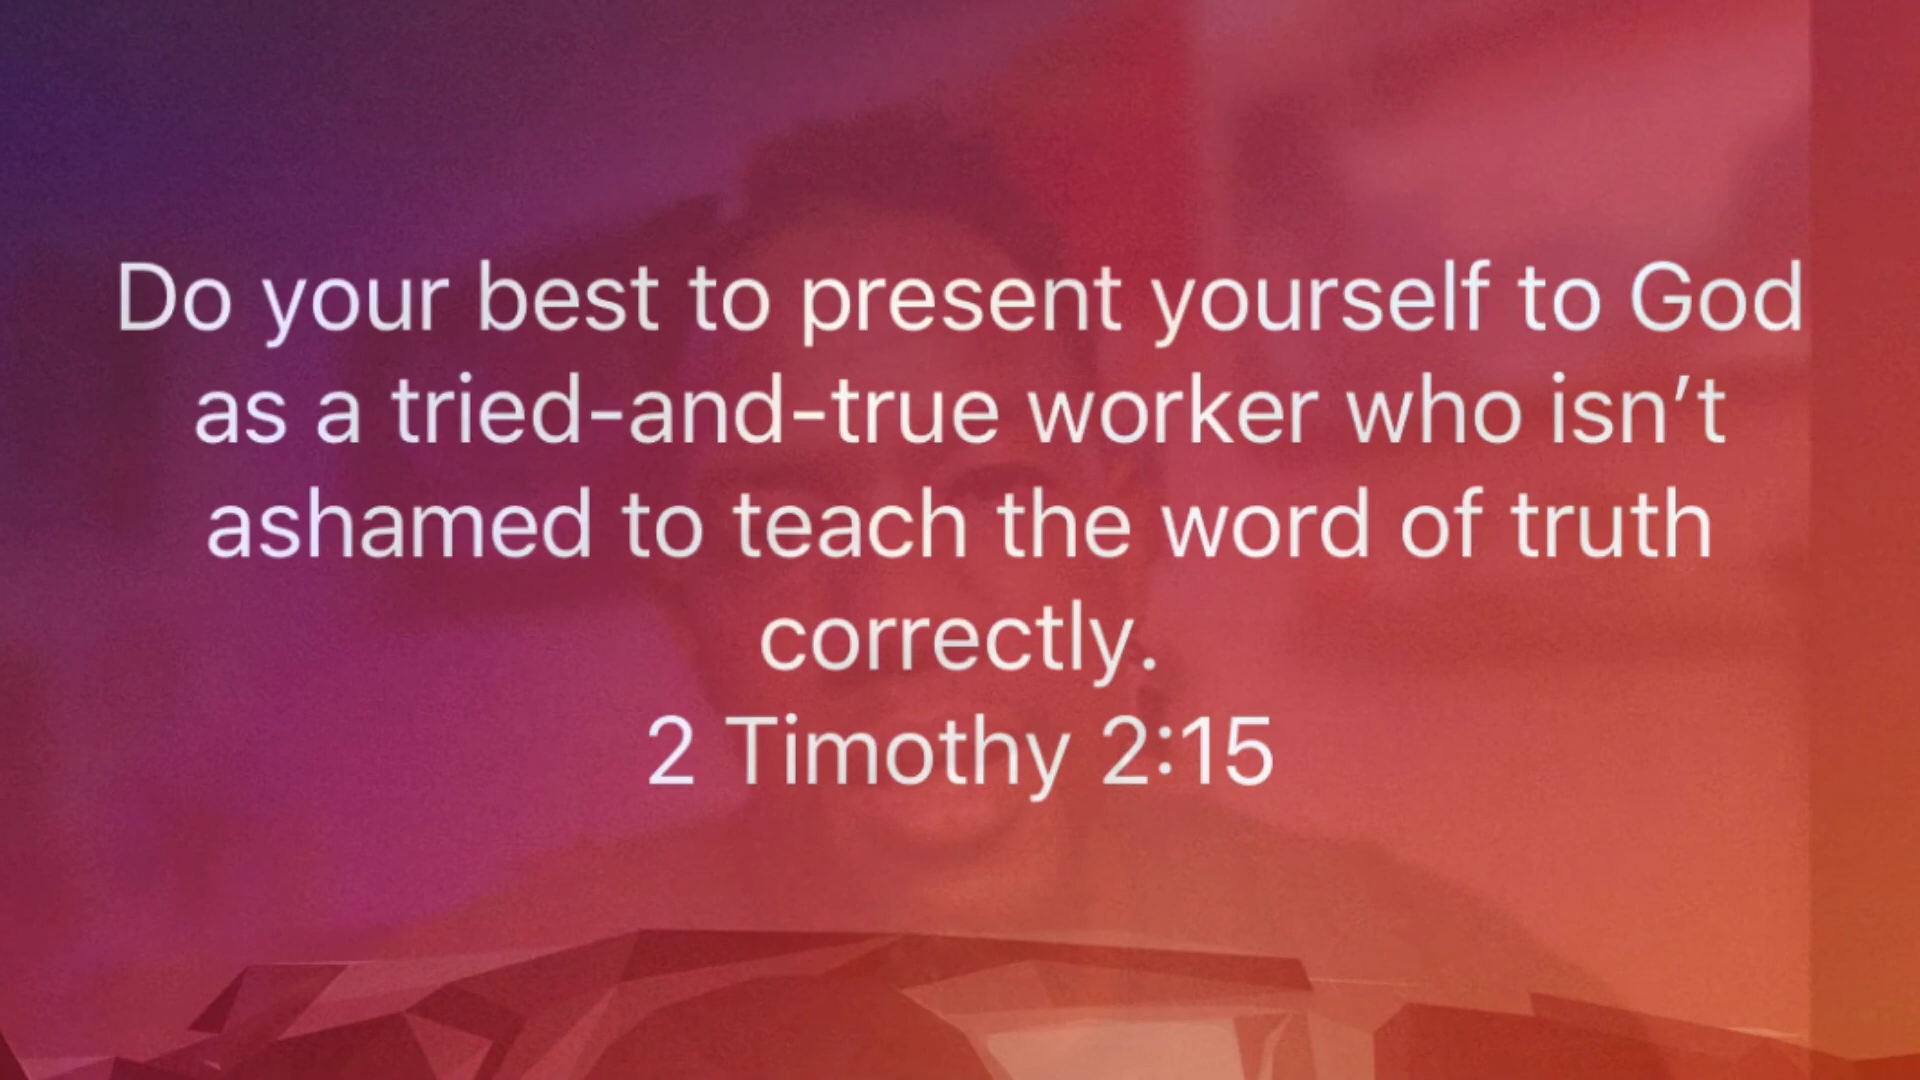 Do your best to present yourself to God
as a tried-and-true worker who isn’t
ashamed to teach the word of truth
correctly.
2 Timothy 2:15